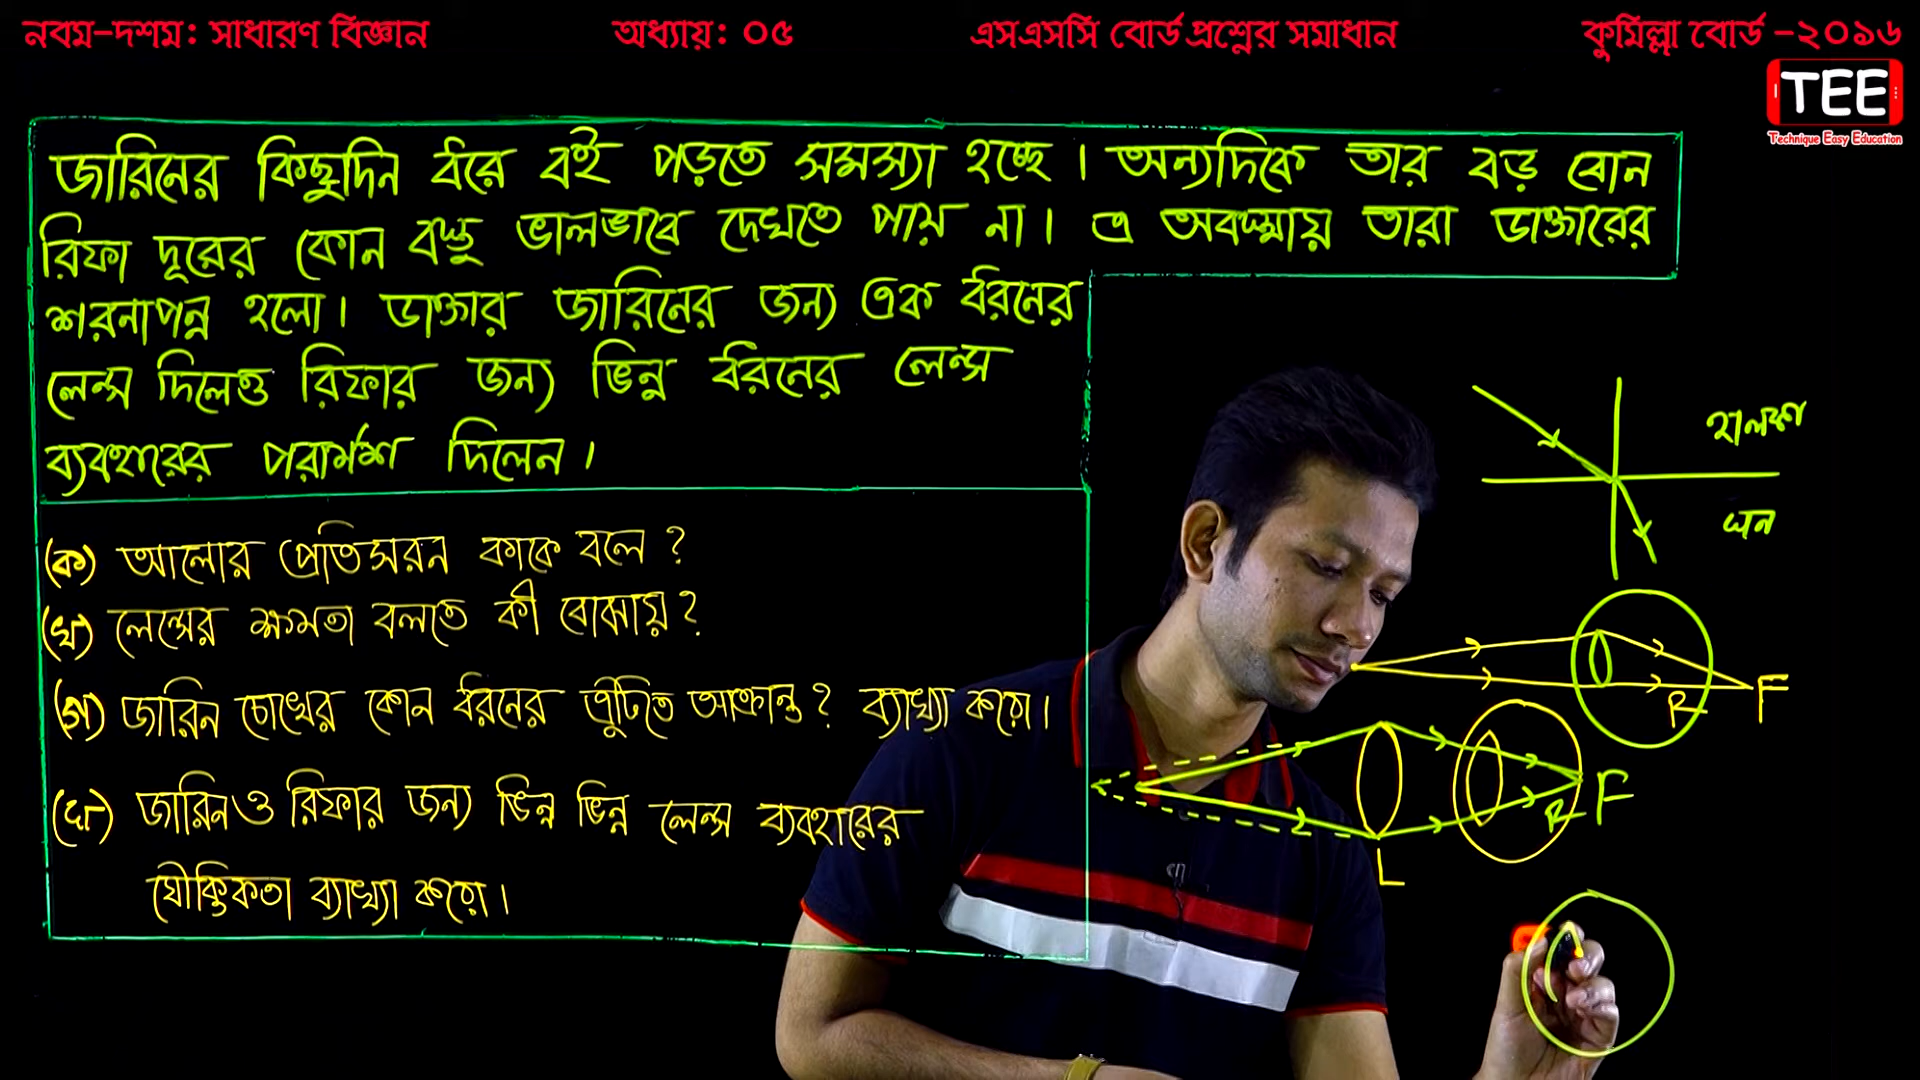 নবম-দশম: সাধারণ বিজ্ঞান
অধ্যায়: ০৫
এসএসসি বোর্ড প্রশ্নের সমাধান
কুমিল্লা বোর্ড -২০১৬
TEE
Technique Easy Education
জারিনের কিছুদিন ধরে বই পড়তে সমস্যা হচ্ছে। অন্যদিকে তার বড় বোন
রিফা দূরের কোন বস্তু ভালভাবে দেখতে পায় না। এ অবস্থায় তারা ডাক্তারের
শরনাপন্ন হলো। ডাক্তার জারিনের জন্য এক ধরনের
লেন্স দিলেও রিফার জন্য ভিন্ন ধরনের লেন্স
ব্যবহারের পরামর্শ দিলেন।
(ক) আলোর প্রতিসরন কাকে বলে?
(খ) লেন্সের ক্ষমতা বলতে কী বোঝায়?
(গ) জারিন চোখের কোন ধরনের ত্রুটিতে আক্রান্ত? ব্যাখ্যা করো।
(ঘ) জারিন ও রিফার জন্য ভিন্ন ভিন্ন লেন্স ব্যবহারের
যৌক্তিকতা ব্যাখ্যা করো।
হালকা
ঘন
R F
R F
L